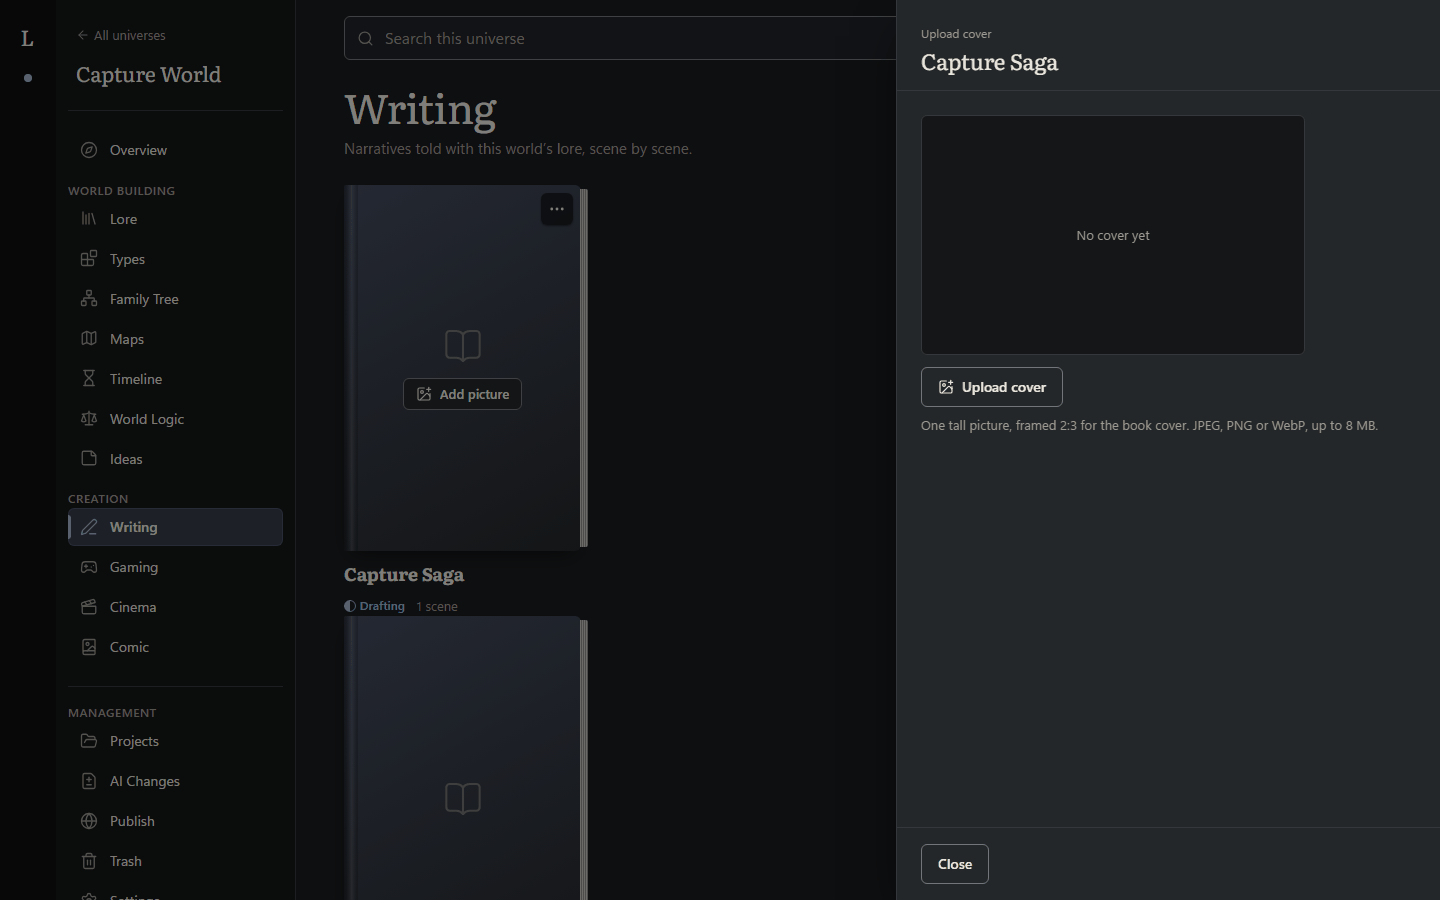 L
All universes
Capture World
Overview
WORLD BUILDING
Lore
Types
Family Tree
Maps
Timeline
World Logic
Ideas
CREATION
Writing
Gaming
Cinema
Comic
MANAGEMENT
Projects
AI Changes
Publish
Trash
Settings
Search this universe
Writing
Narratives told with this world's lore, scene by scene.
Add picture
Capture Saga
Drafting 1 scene
Upload cover
Capture Saga
No cover yet
Upload cover
One tall picture, framed 2:3 for the book cover. JPEG, PNG or WebP, up to 8 MB.
Close